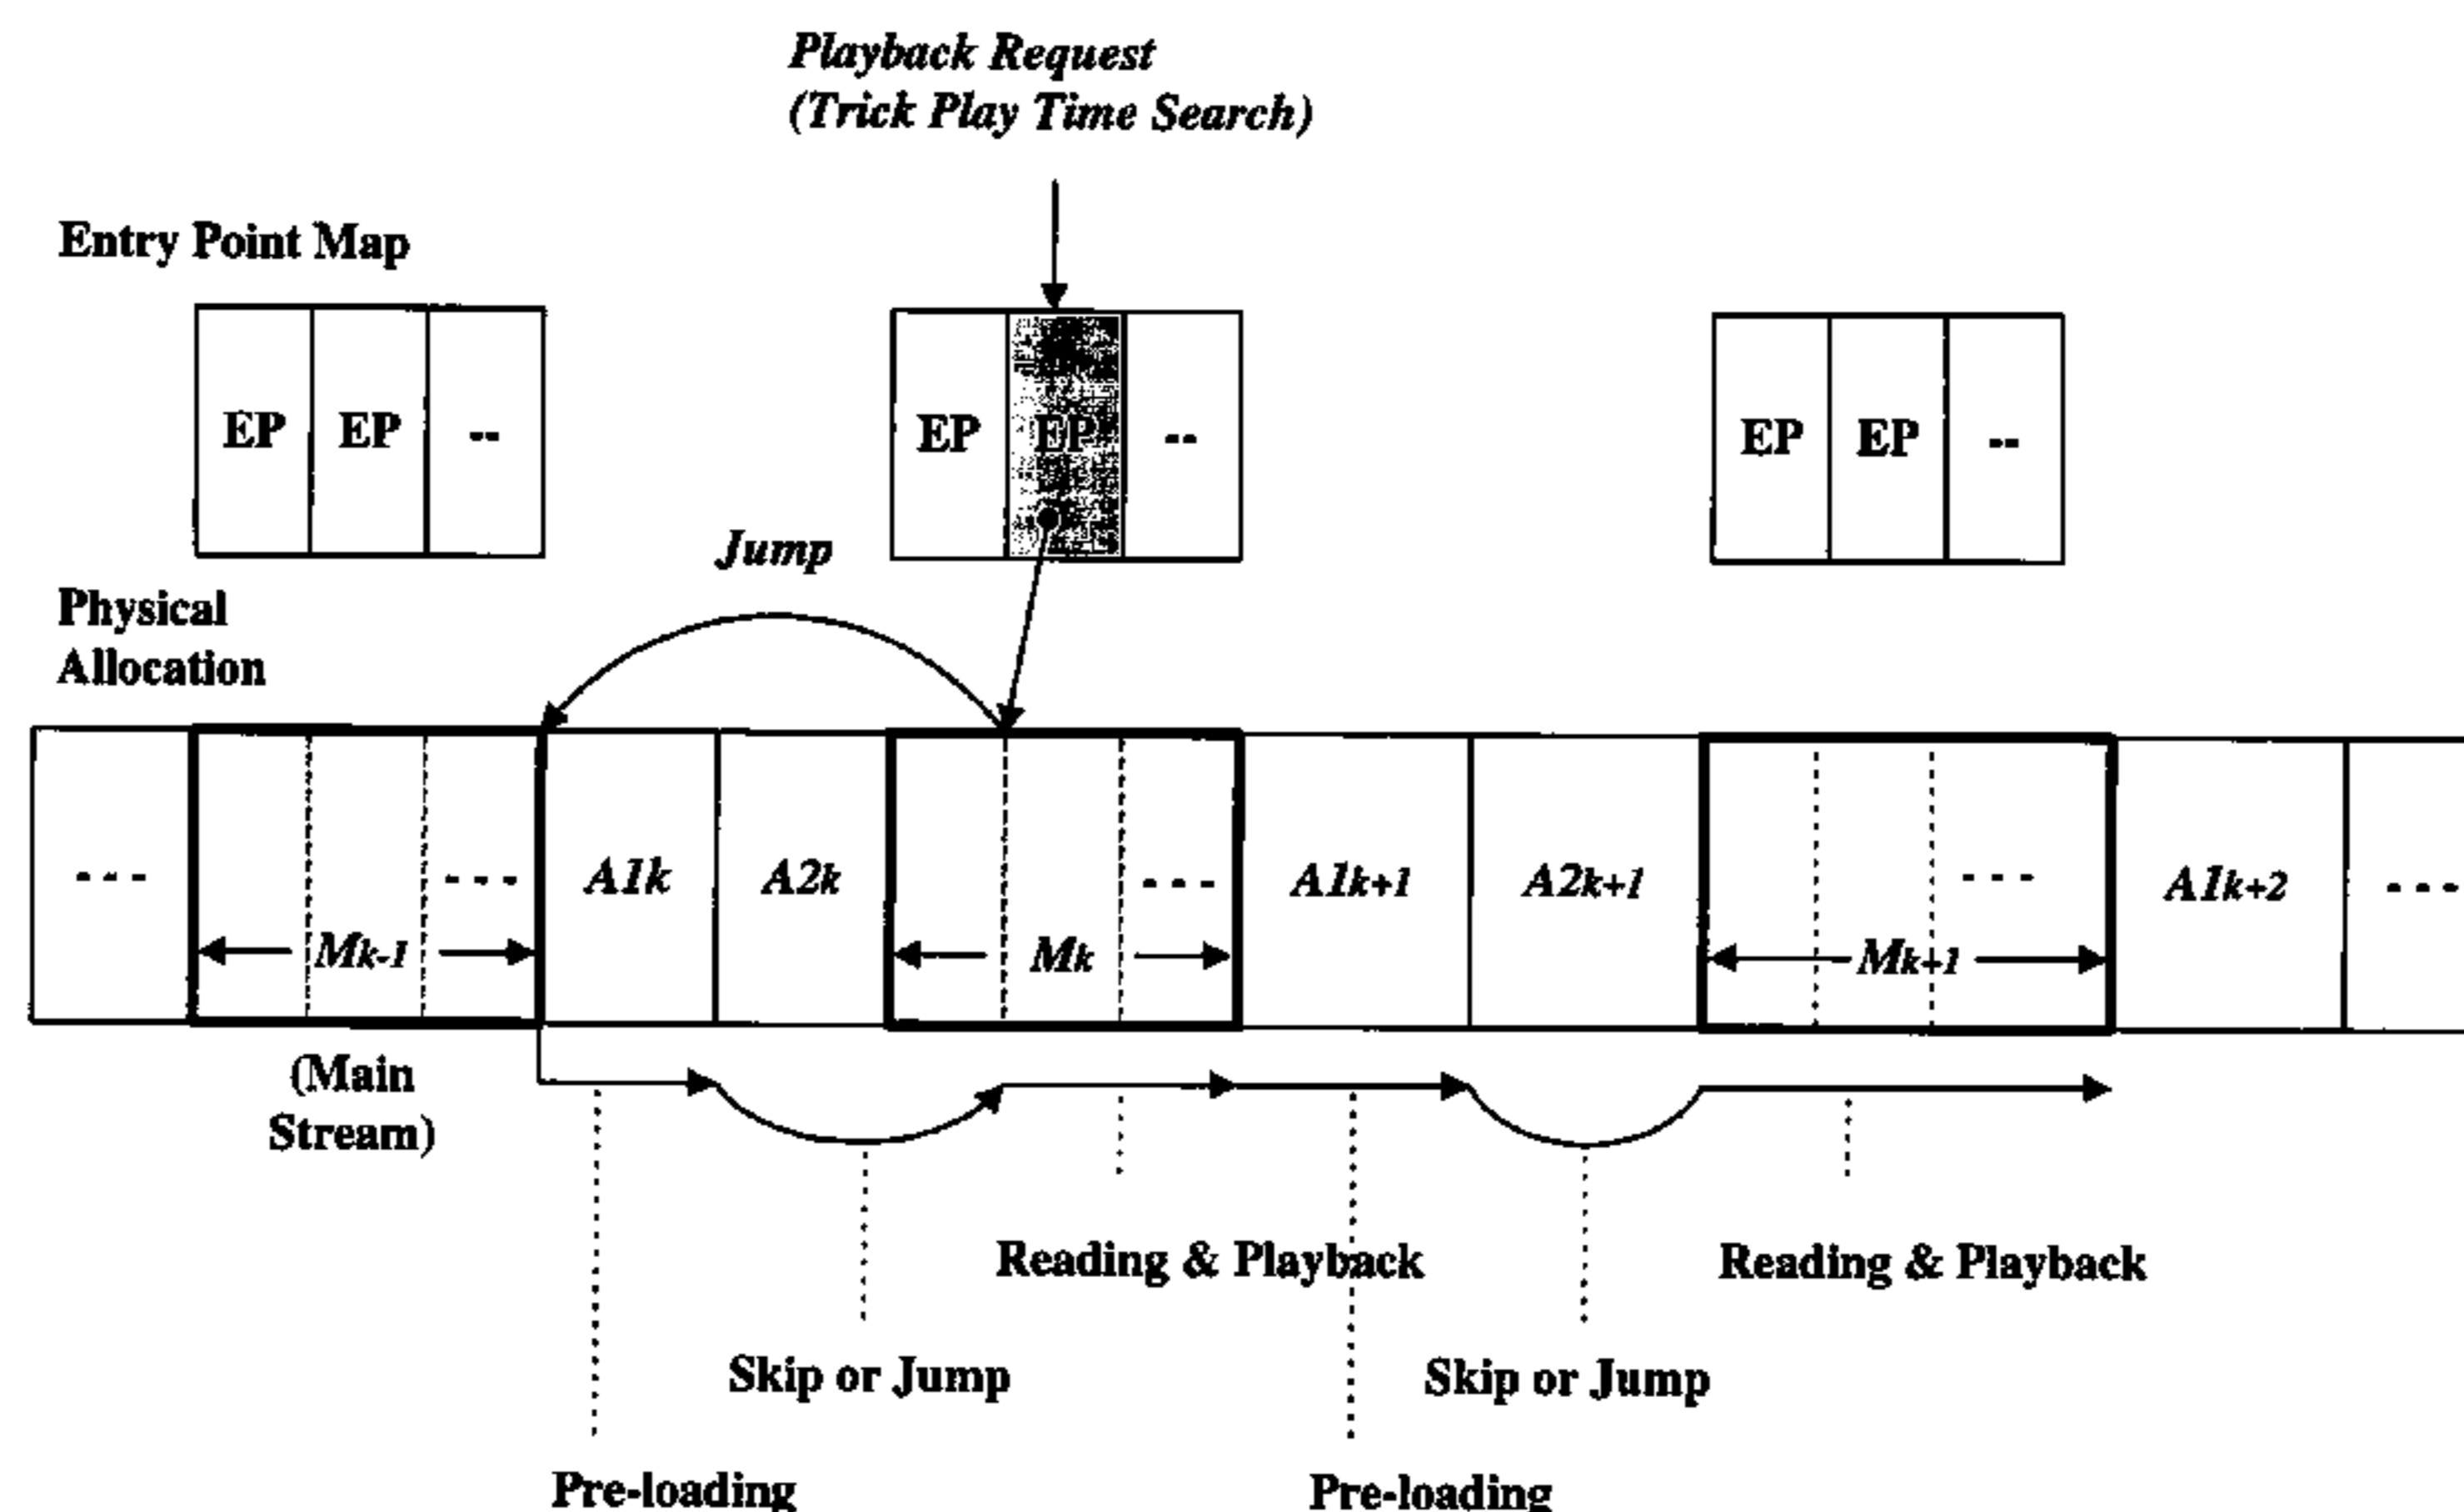 Playback Request
(Trick Play Time Search)
Entry Point Map
EP EP -- EP EP -- EP EP --
Jump
Physical
Allocation
--- --- A1k A2k --- A1k+1 A2k+1 --- A1k+2 ---
Mk-1 Mk Mk+1
(Main
Stream)
Reading & Playback Reading & Playback
Skip or Jump Skip or Jump
Pre-loading Pre-loading